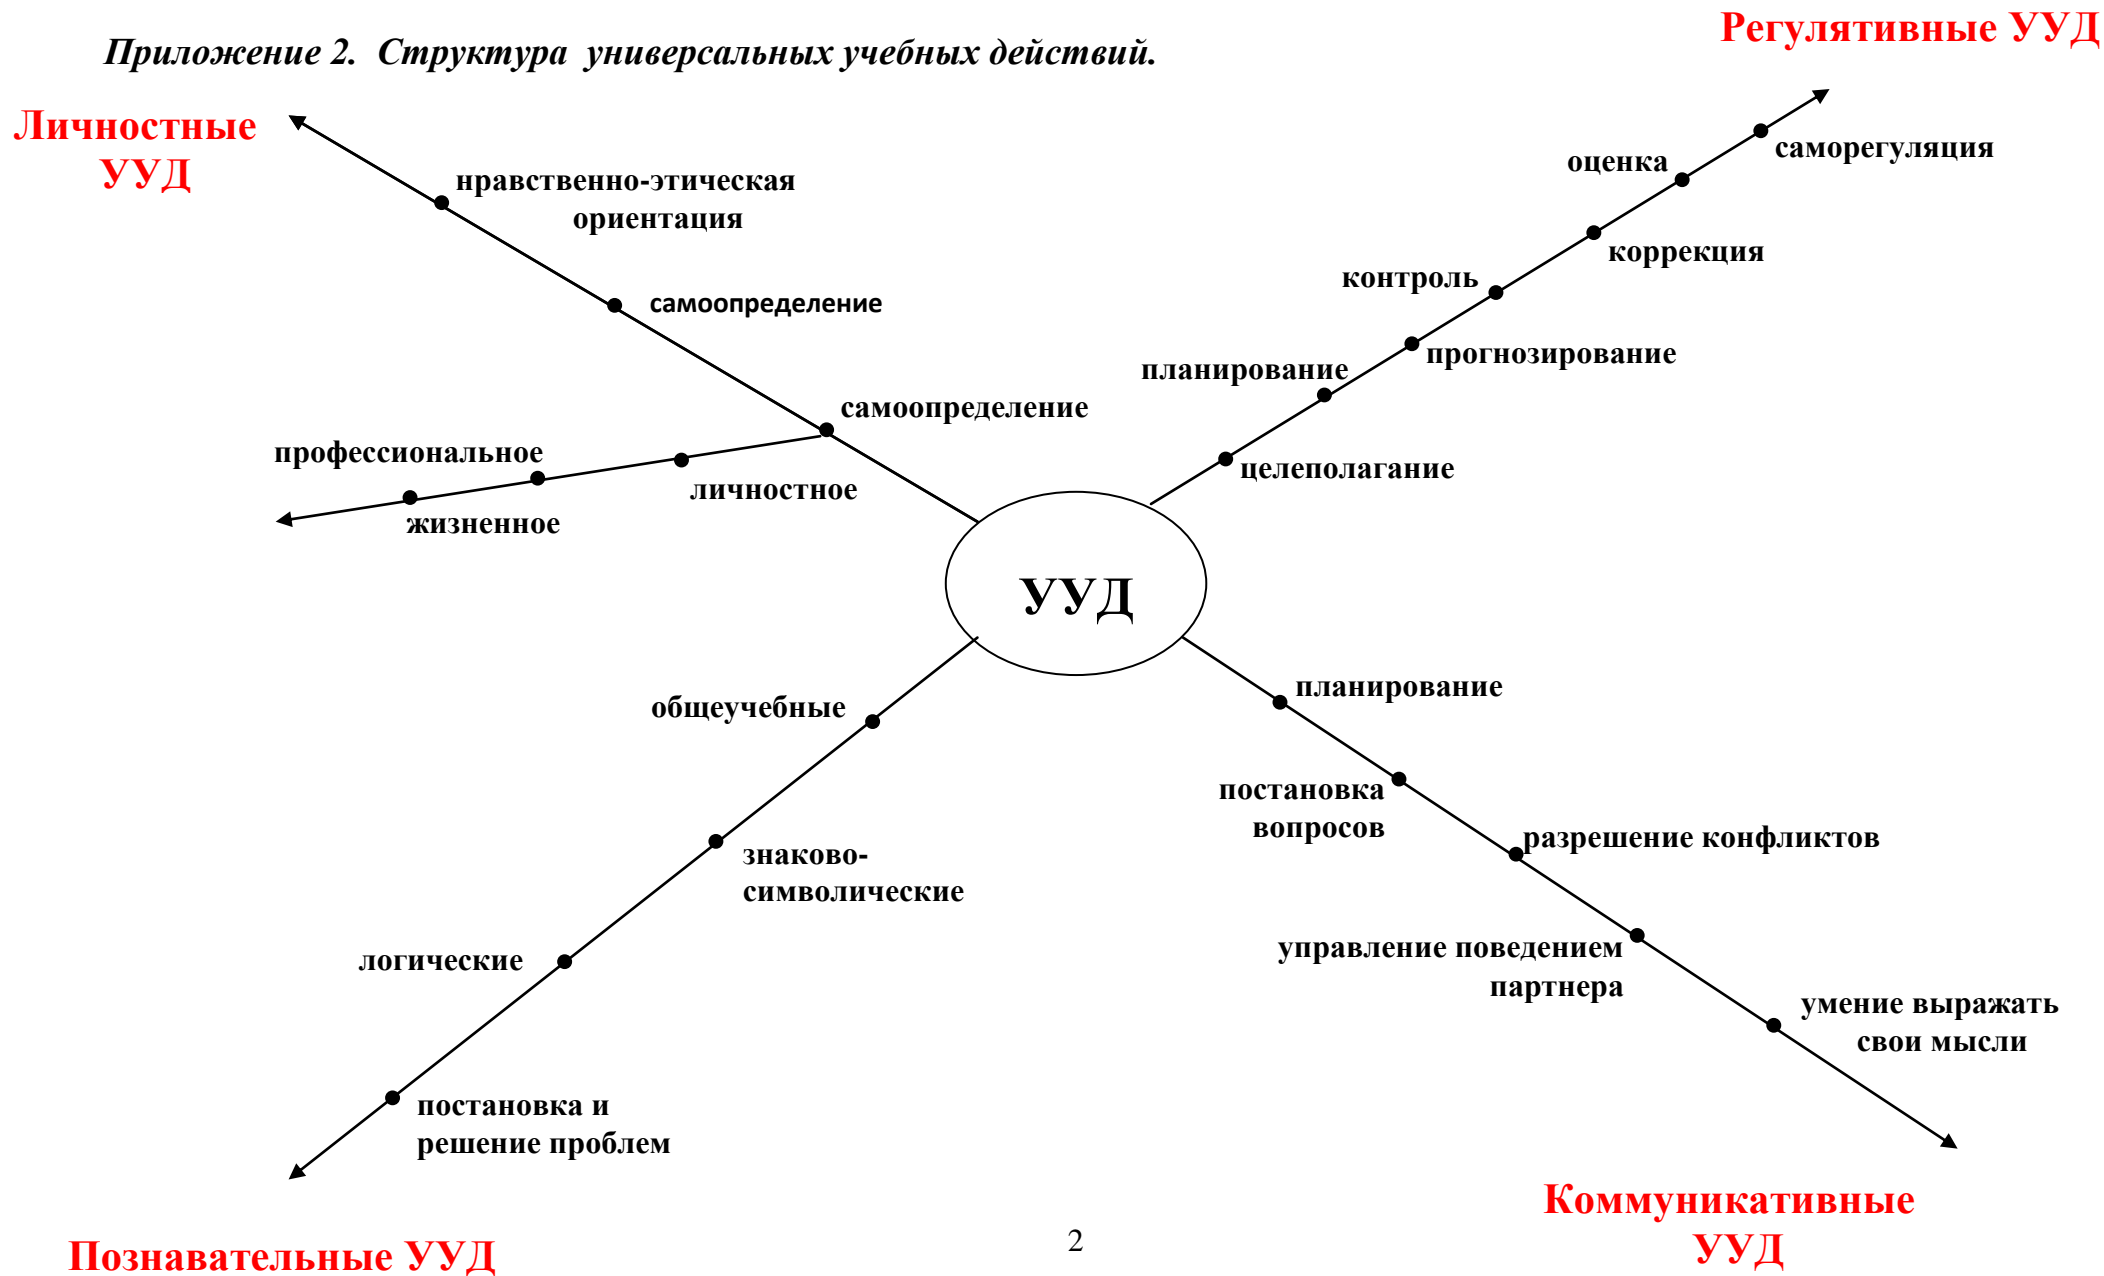 Приложение 2. Структура универсальных учебных действий.
Регулятивные УУД
Личностные
УУД
нравственно-этическая
ориентация
самоопределение
самоопределение
профессиональное
личностное
жизненное
саморегуляция
оценка
коррекция
контроль
прогнозирование
планирование
целеполагание
УУД
общеучебные
знаково-
символические
логические
постановка и
решение проблем
Познавательные УУД
планирование
постановка
вопросов
разрешение конфликтов
управление поведением
партнера
умение выражать
свои мысли
Коммуникативные
УУД
2